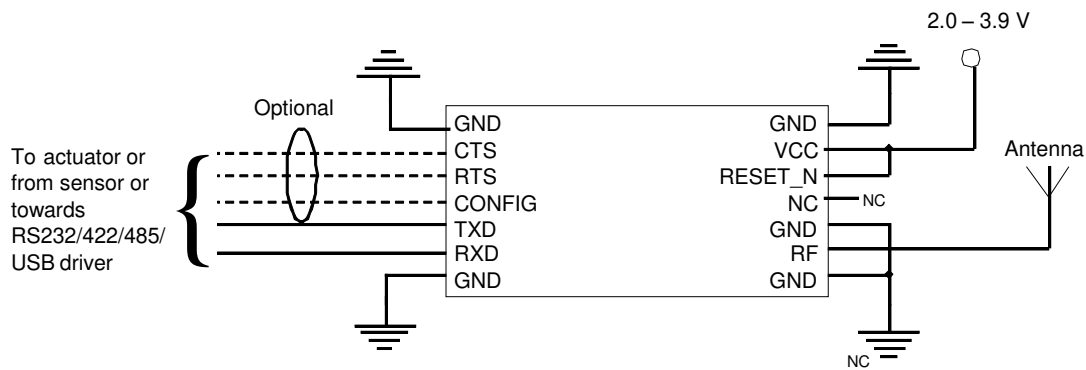 2.0 – 3.9 V
Optional
To actuator or
from sensor or
towards
RS232/422/485/
USB driver
GND
CTS
RTS
CONFIG
TXD
RXD
GND
GND
VCC
RESET_N
NC
NC
GND
RF
GND
Antenna
NC